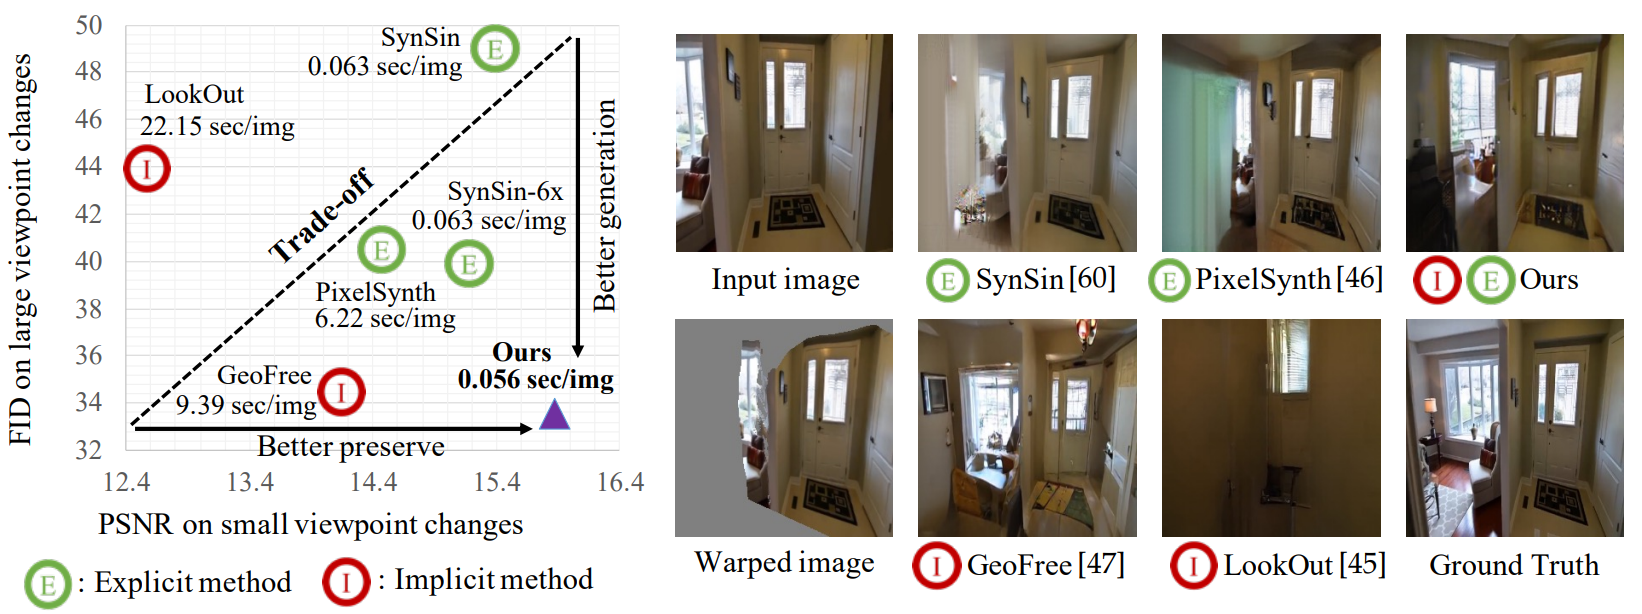 FID on large viewpoint changes
50
48
46
44
42
40
38
36
34
32
12.4
13.4
14.4
15.4
16.4
PSNR on small viewpoint changes
SynSin
0.063 sec/img
E
LookOut
22.15 sec/img
I
Trade-off
SynSin-6x
0.063 sec/img
E
E
PixelSynth
6.22 sec/img
Better generation
Ours
0.056 sec/img
GeoFree
9.39 sec/img
I
Better preserve
E : Explicit method
I : Implicit method
Input image
E SynSin [60]
E PixelSynth [46]
I E Ours
Warped image
I GeoFree [47]
I LookOut [45]
Ground Truth